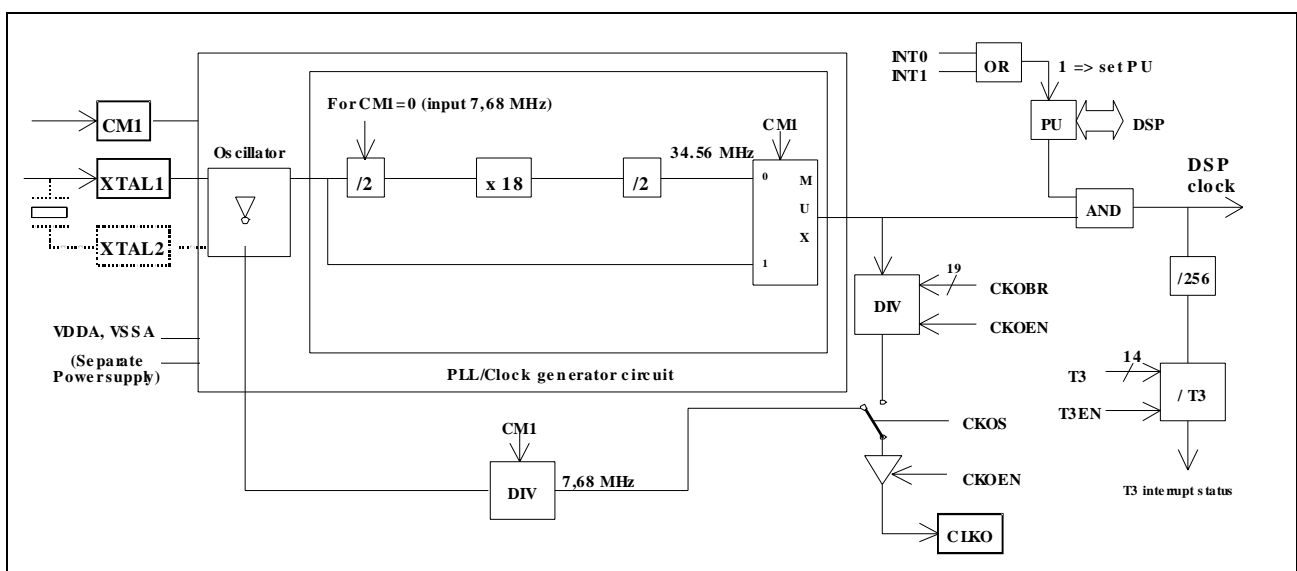 INT0
INT1
OR
1 => set PU
For CM1=0 (input 7,68 MHz)
CM1
CM1
PU
DSP
Oscillator
34.56 MHz
XTAL1
/2
x 18
/2
0
M
U
X
1
DSP
clock
AND
XTAL2
/256
19
CKOBR
DIV
CKOEN
VDDA, VSSA
(Separate
Power supply)
PLL/Clock generator circuit
14
T3
/ T3
T3EN
CM1
CKOS
7,68 MHz
DIV
CKOEN
T3 interrupt status
CLKO